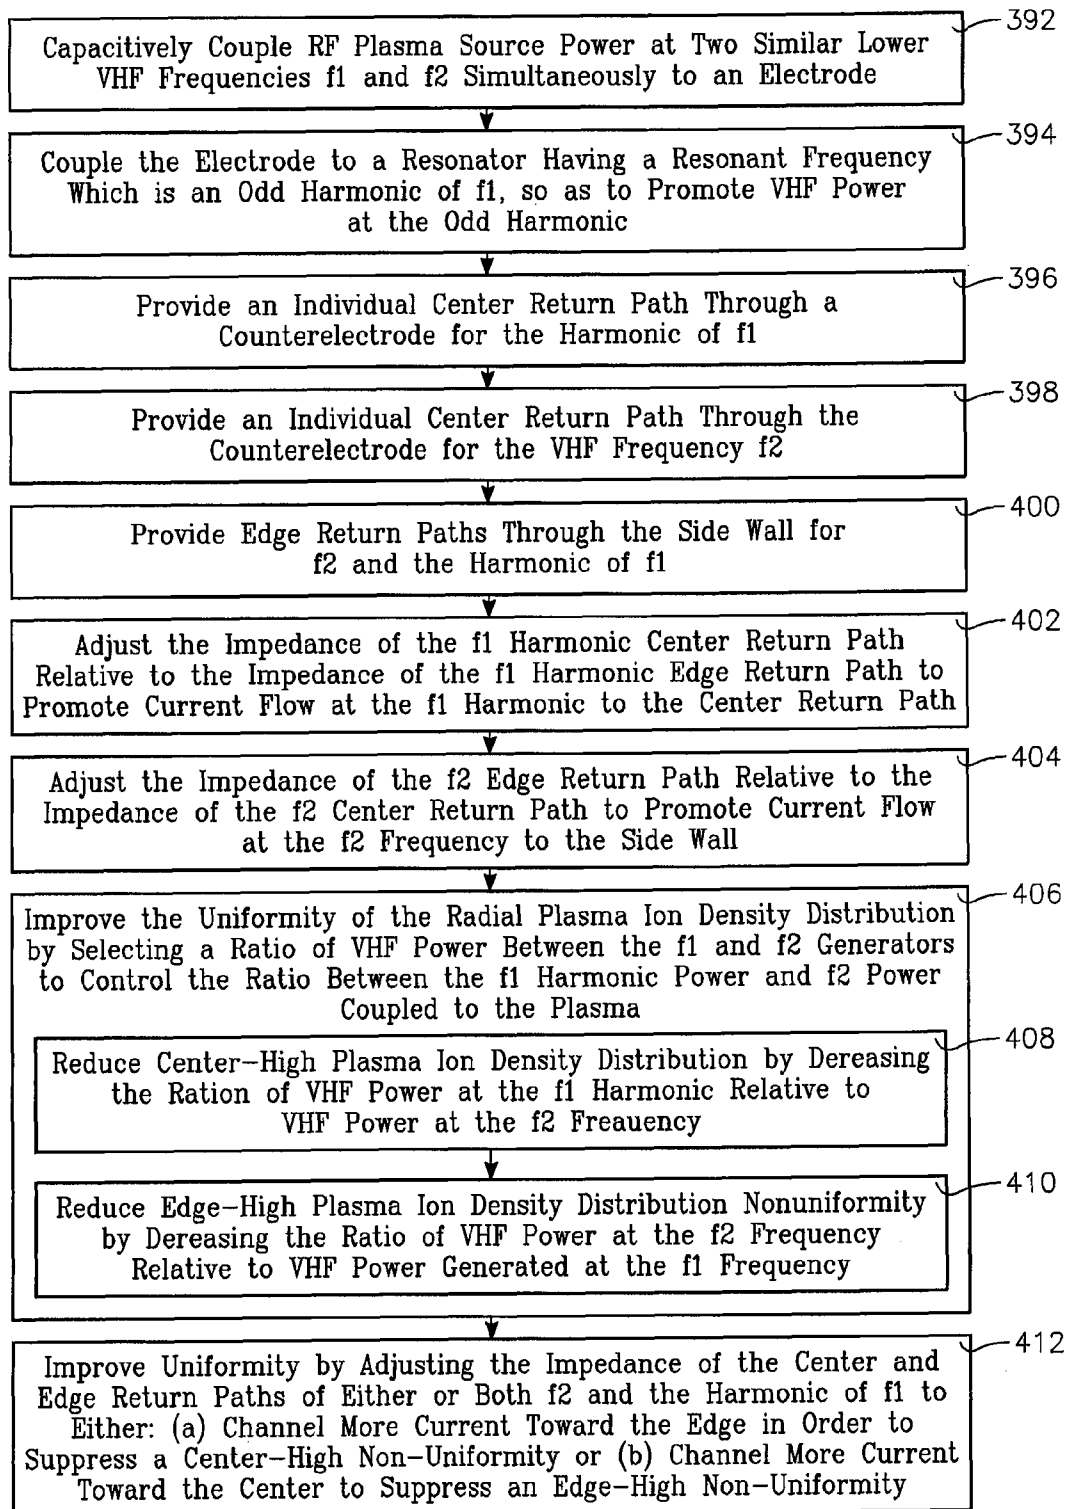 392
Capacitively Couple RF Plasma Source Power at Two Similar Lower
VHF Frequencies f1 and f2 Simultaneously to an Electrode
394
Couple the Electrode to a Resonator Having a Resonant Frequency
Which is an Odd Harmonic of f1, so as to Promote VHF Power
at the Odd Harmonic
396
Provide an Individual Center Return Path Through a
Counterelectrode for the Harmonic of f1
398
Provide an Individual Center Return Path Through the
Counterelectrode for the VHF Frequency f2
400
Provide Edge Return Paths Through the Side Wall for
f2 and the Harmonic of f1
402
Adjust the Impedance of the f1 Harmonic Center Return Path
Relative to the Impedance of the f1 Harmonic Edge Return Path to
Promote Current Flow at the f1 Harmonic to the Center Return Path
404
Adjust the Impedance of the f2 Edge Return Path Relative to the
Impedance of the f2 Center Return Path to Promote Current Flow
at the f2 Frequency to the Side Wall
406
Improve the Uniformity of the Radial Plasma Ion Density Distribution
by Selecting a Ratio of VHF Power Between the f1 and f2 Generators
to Control the Ratio Between the f1 Harmonic Power and f2 Power
Coupled to the Plasma
408
Reduce Center-High Plasma Ion Density Distribution by Dereasing
the Ration of VHF Power at the f1 Harmonic Relative to
VHF Power at the f2 Freauency
410
Reduce Edge-High Plasma Ion Density Distribution Nonuniformity
by Dereasing the Ratio of VHF Power at the f2 Frequency
Relative to VHF Power Generated at the f1 Frequency
412
Improve Uniformity by Adjusting the Impedance of the Center and
Edge Return Paths of Either or Both f2 and the Harmonic of f1 to
Either: (a) Channel More Current Toward the Edge in Order to
Suppress a Center-High Non-Uniformity or (b) Channel More Current
Toward the Center to Suppress an Edge-High Non-Uniformity